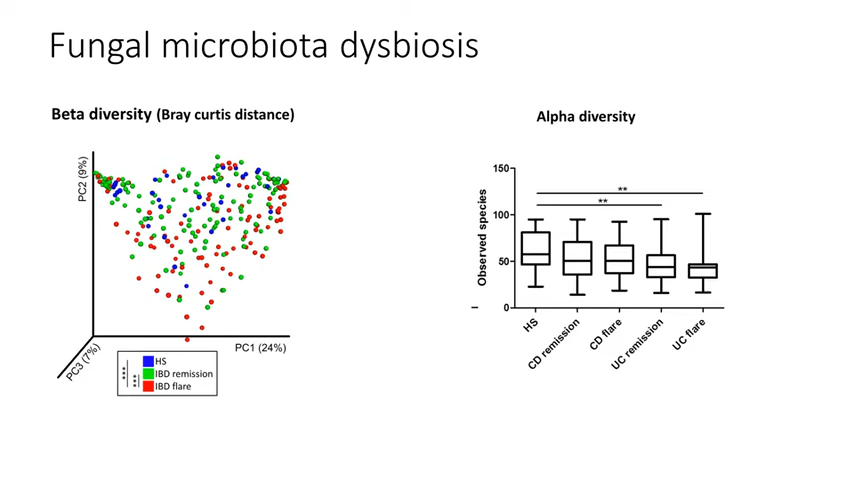 Fungal microbiota dysbiosis
Beta diversity (Bray curtis distance)
PC2 (9%)
PC1 (24%)
PC3 (7%)
***
***
HS
IBD remission
IBD flare
Alpha diversity
Observed species
150
100
50
0
**
**
HS
CD remission
CD flare
UC remission
UC flare